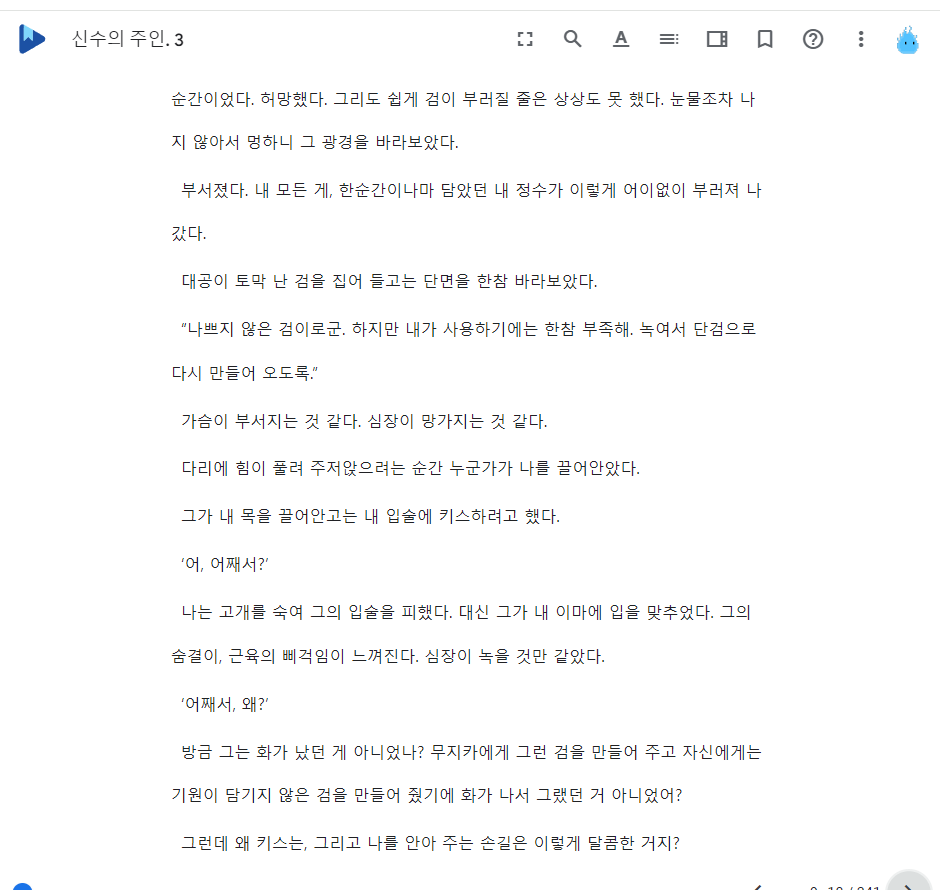 신수의 주인. 3
순간이었다. 허망했다. 그리도 쉽게 검이 부러질 줄은 상상도 못 했다. 눈물조차 나
지 않아서 멍하니 그 광경을 바라보았다.
부서졌다. 내 모든 게, 한순간이나마 담았던 내 정수가 이렇게 어이없이 부러져 나
갔다.
대공이 토막 난 검을 집어 들고는 단면을 한참 바라보았다.
“나쁘지 않은 검이로군. 하지만 내가 사용하기에는 한참 부족해. 녹여서 단검으로
다시 만들어 오도록.”
가슴이 부서지는 것 같다. 심장이 망가지는 것 같다.
다리에 힘이 풀려 주저앉으려는 순간 누군가가 나를 끌어안았다.
그가 내 목을 끌어안고는 내 입술에 키스하려고 했다.
‘어, 어째서?’
나는 고개를 숙여 그의 입술을 피했다. 대신 그가 내 이마에 입을 맞추었다. 그의
숨결이, 근육의 삐걱임이 느껴진다. 심장이 녹을 것만 같았다.
‘어째서, 왜?’
방금 그는 화가 났던 게 아니었나? 무지카에게 그런 검을 만들어 주고 자신에게는
기원이 담기지 않은 검을 만들어 줬기에 화가 나서 그랬던 거 아니었어?
그런데 왜 키스는, 그리고 나를 안아 주는 손길은 이렇게 달콤한 거지?